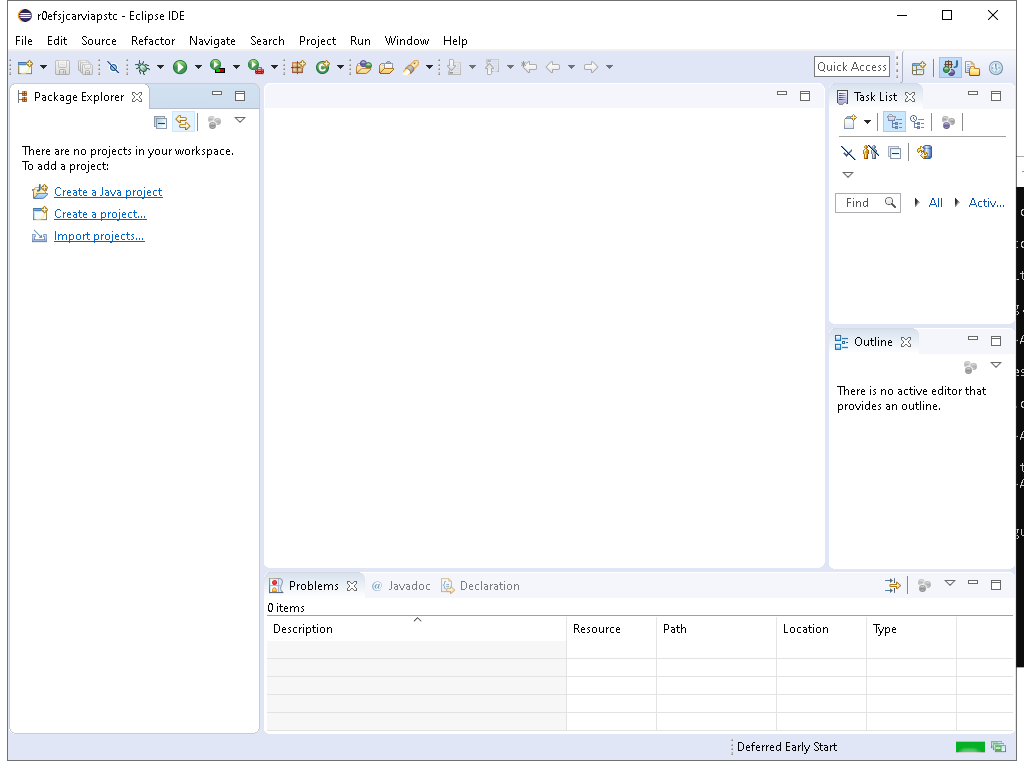 r0efsjcarviapstc - Eclipse IDE
File Edit Source Refactor Navigate Search Project Run Window Help
Quick Access
Package Explorer
There are no projects in your workspace.
To add a project:
Create a Java project
Create a project...
Import projects...
Task List
Find All Activ...
Outline
There is no active editor that
provides an outline.
Problems @ Javadoc Declaration
0 items
Description Resource Path Location Type
Deferred Early Start